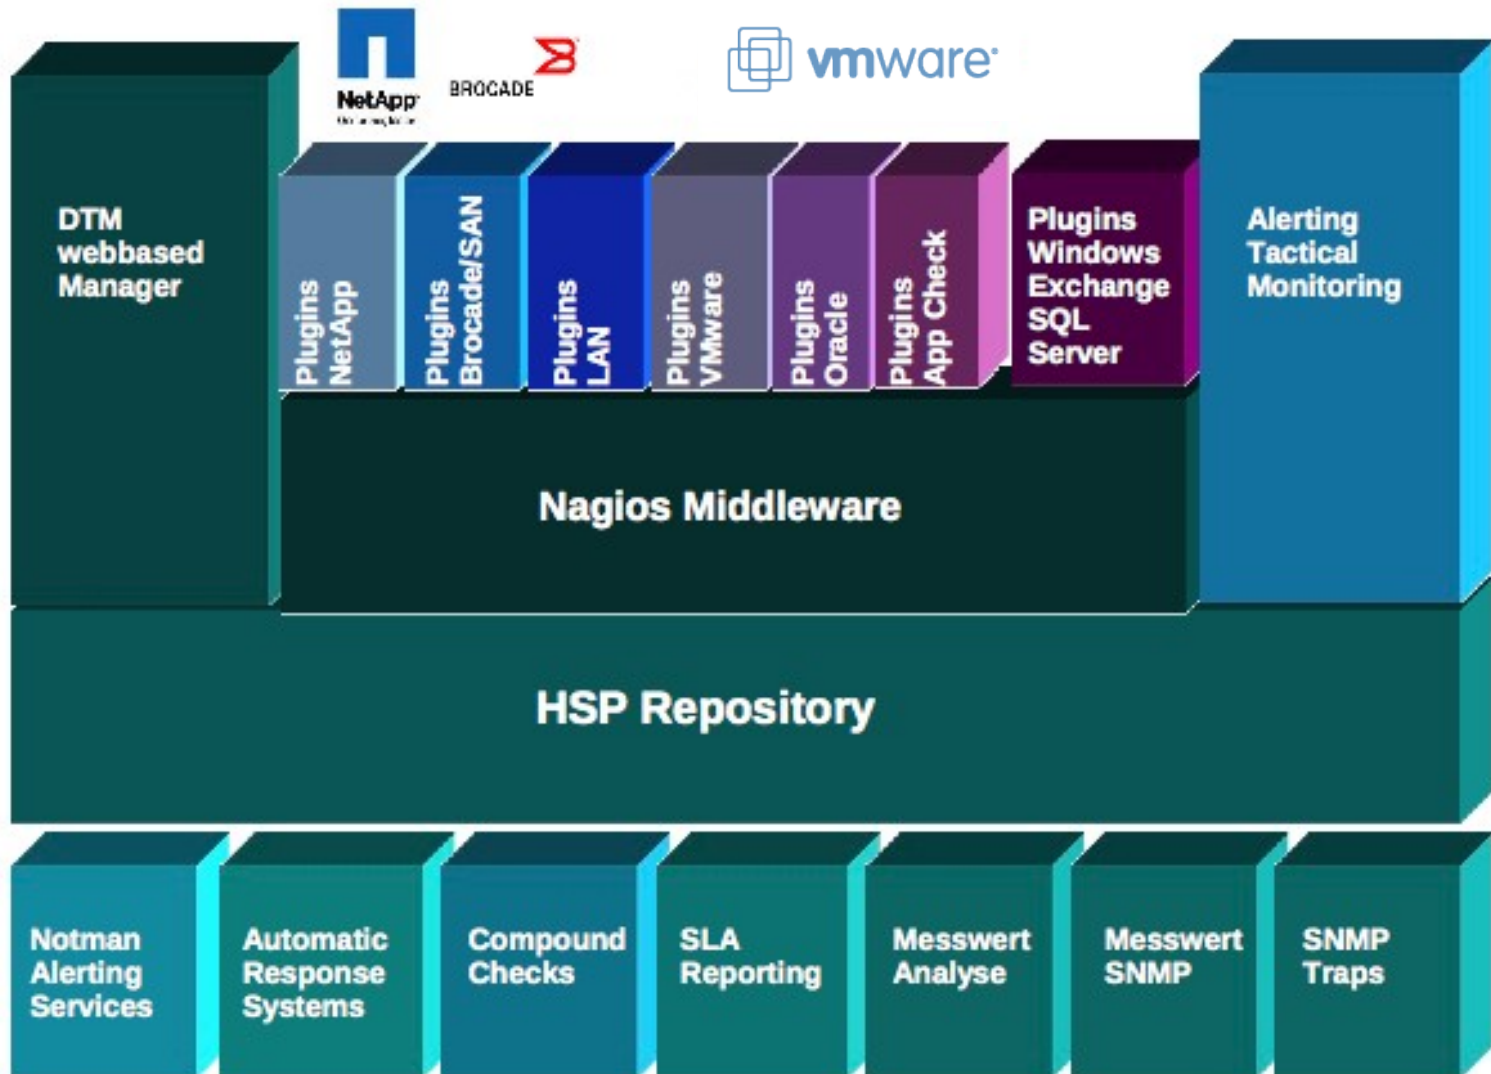 NetApp
BROCADE
vmware
DTM
webbased
Manager
Plugins
NetApp
Plugins
Brocade/SAN
Plugins
LAN
Plugins
VMware
Plugins
Oracle
Plugins
App Check
Plugins
Windows
Exchange
SQL
Server
Alerting
Tactical
Monitoring
Nagios Middleware
HSP Repository
Notman
Alerting
Services
Automatic
Response
Systems
Compound
Checks
SLA
Reporting
Messwert
Analyse
Messwert
SNMP
SNMP
Traps